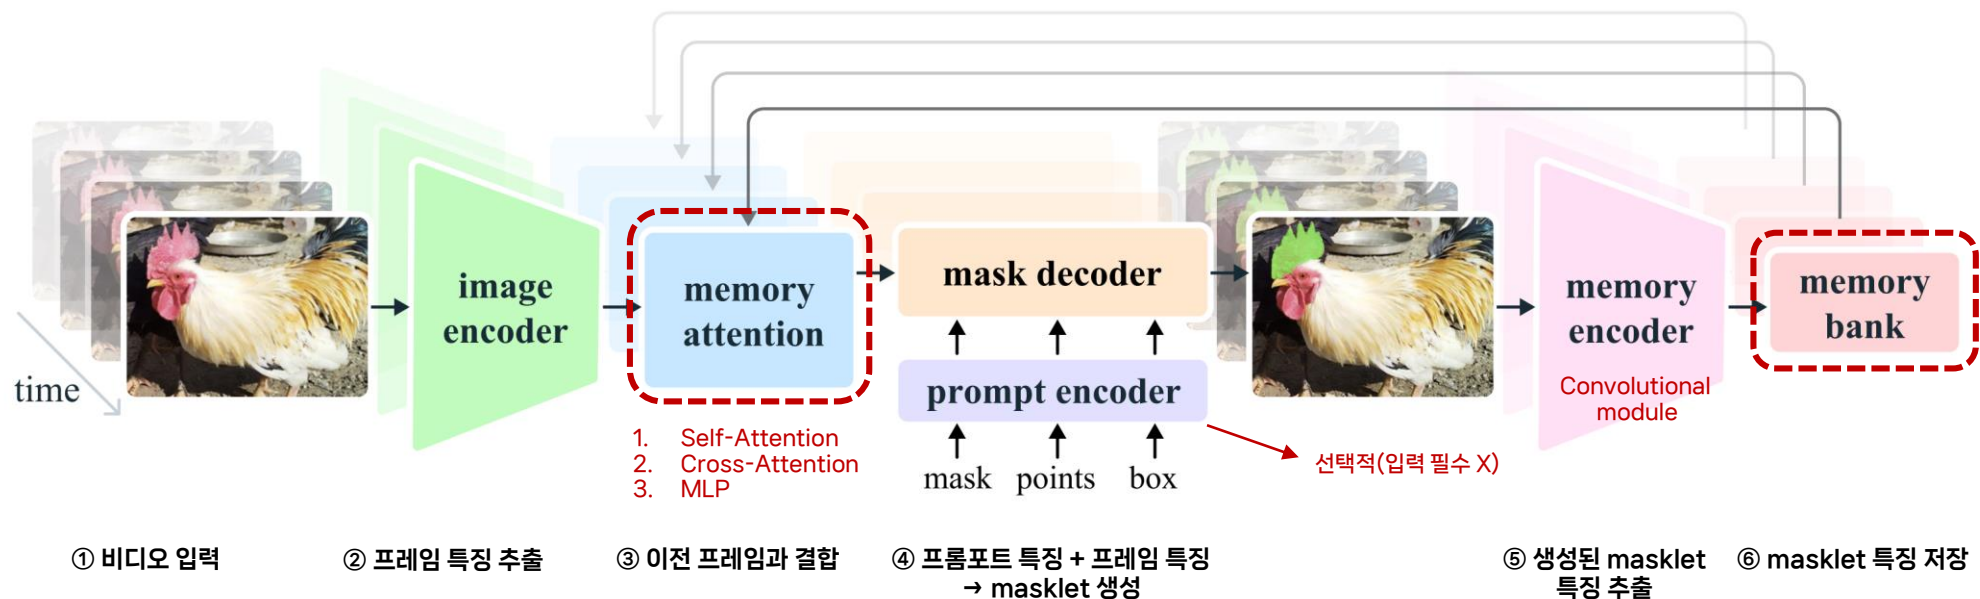 time
image
encoder
memory
attention
1. Self-Attention
2. Cross-Attention
3. MLP
mask decoder
prompt encoder
mask points box
선택적(입력 필수 X)
memory
encoder
Convolutional
module
memory
bank
① 비디오 입력
② 프레임 특징 추출
③ 이전 프레임과 결합
④ 프롬포트 특징 + 프레임 특징
→ masklet 생성
⑤ 생성된 masklet
특징 추출
⑥ masklet 특징 저장